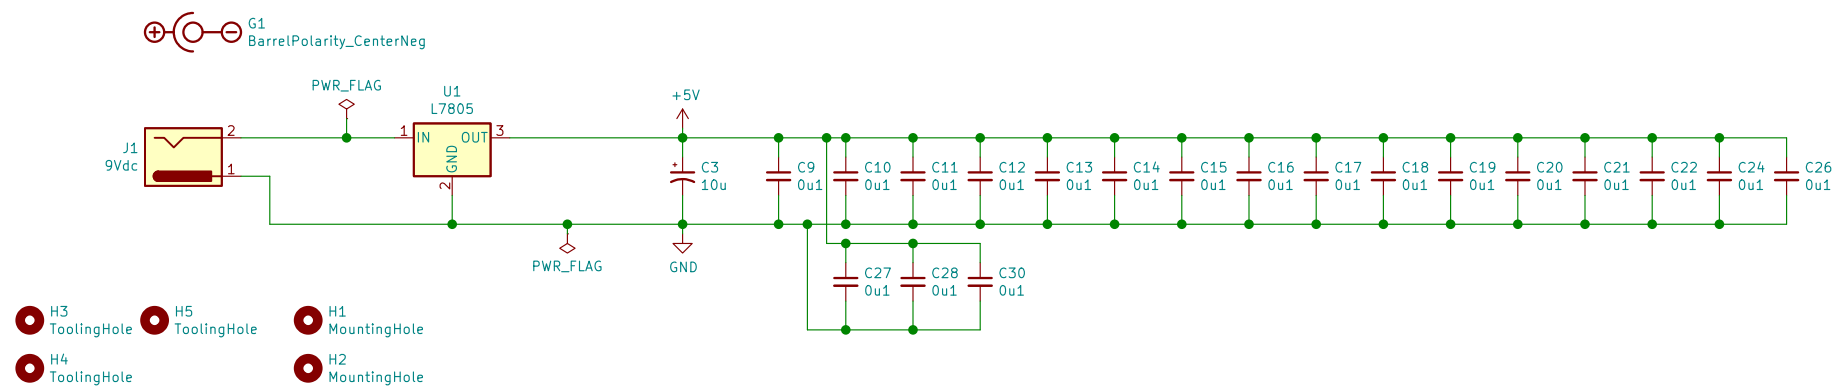 G1
BarrelPolarity_CenterNeg
PWR_FLAG
U1
L7805
+5V
J1
9Vdc
2
1
1
IN
OUT
3
GND
2
C3
10u
C9
0u1
C10
0u1
C11
0u1
C12
0u1
C13
0u1
C14
0u1
C15
0u1
C16
0u1
C17
0u1
C18
0u1
C19
0u1
C20
0u1
C21
0u1
C22
0u1
C24
0u1
C26
0u1
PWR_FLAG
GND
C27
0u1
C28
0u1
C30
0u1
H3
ToolingHole
H5
ToolingHole
H1
MountingHole
H4
ToolingHole
H2
MountingHole